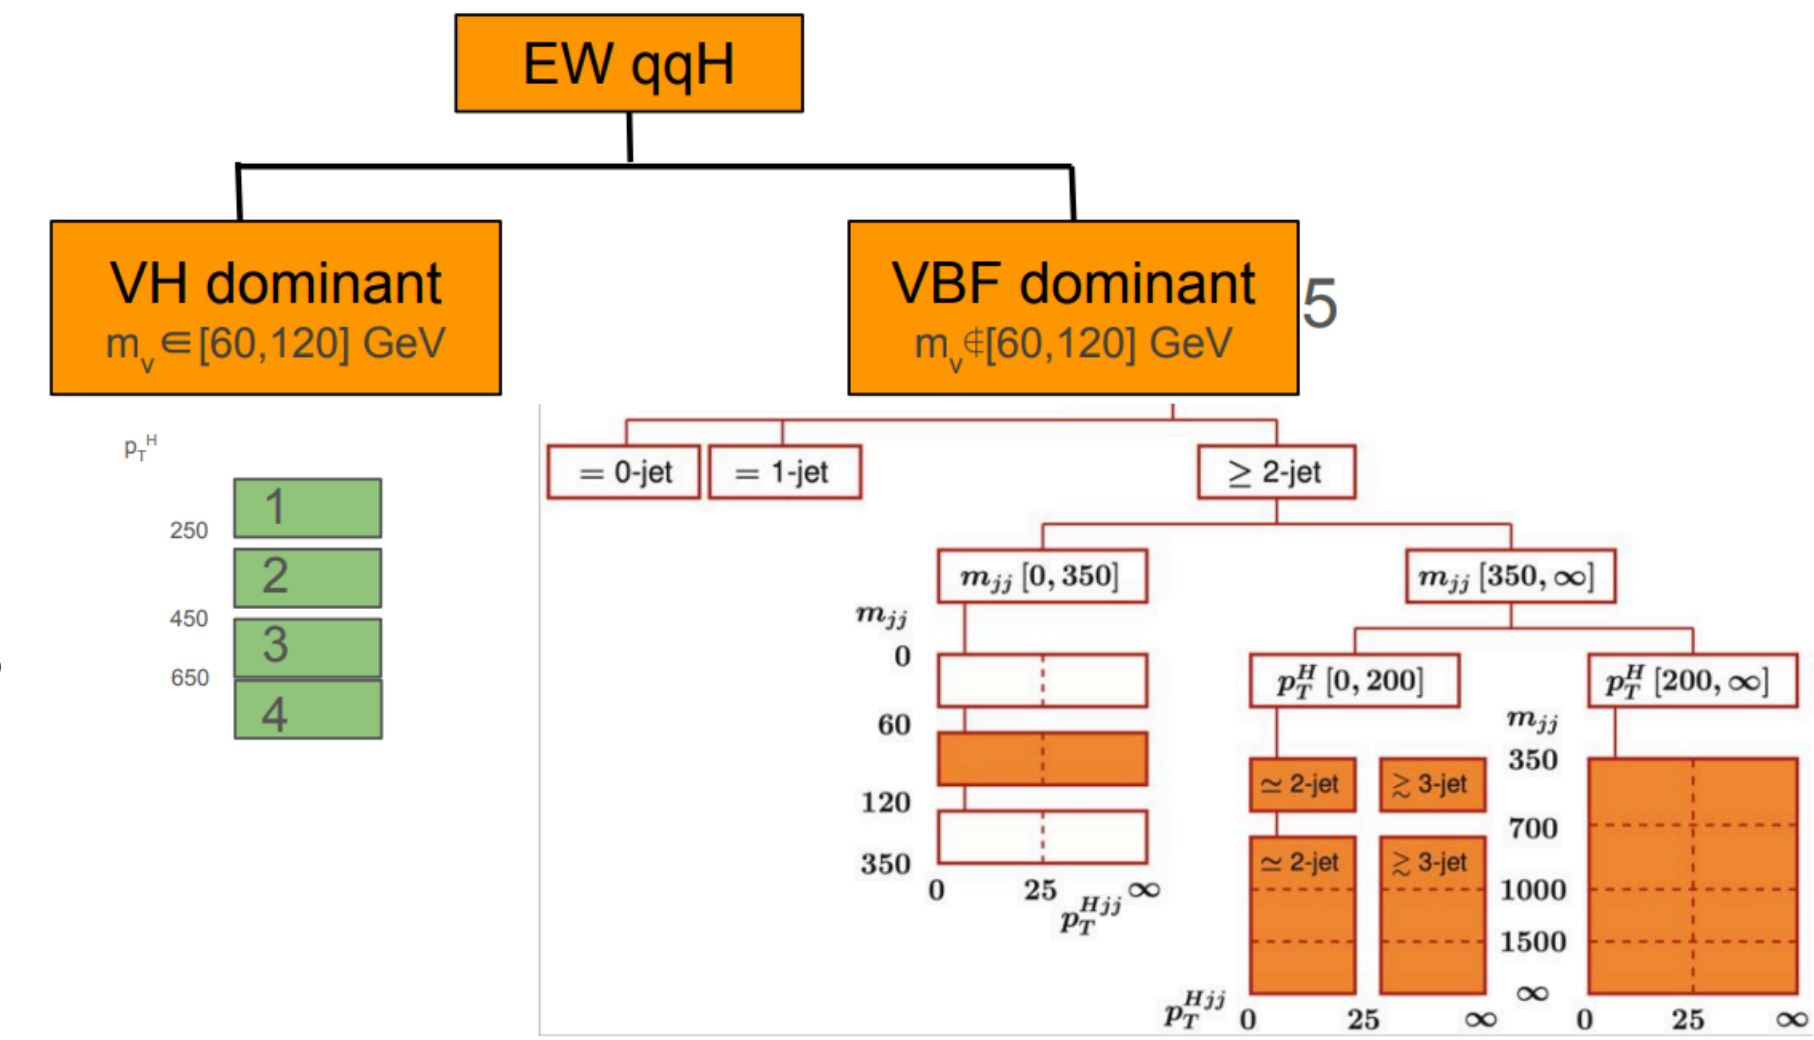 EW qqH
VH dominant
m_v ∈ [60,120] GeV
VBF dominant
m_v ∉ [60,120] GeV
5
p_T^H
1
250
2
450
3
650
4
= 0-jet
= 1-jet
≥ 2-jet
m_jj [0, 350]
m_jj [350, ∞]
m_jj
0
60
120
350
0 25 ∞
p_T^Hjj
p_T^H [0, 200]
p_T^H [200, ∞]
m_jj
350
≃ 2-jet
≳ 3-jet
700
≃ 2-jet
≳ 3-jet
1000
1500
∞
p_T^Hjj 0 25 ∞
0 25 ∞